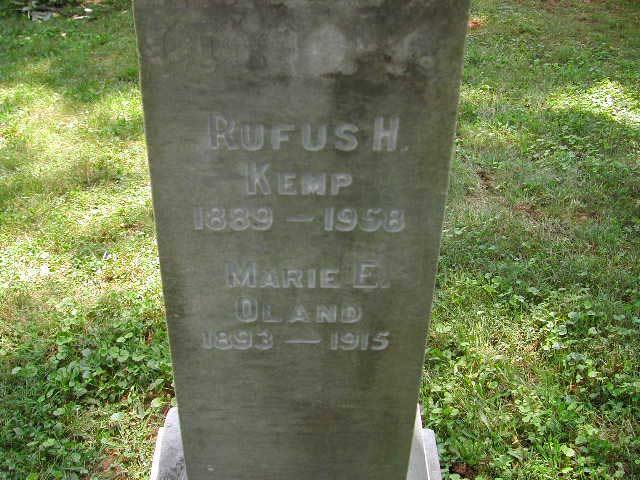 RUFUS H.
KEMP
1889 — 1958
MARIE E.
OLAND
1893 — 1915